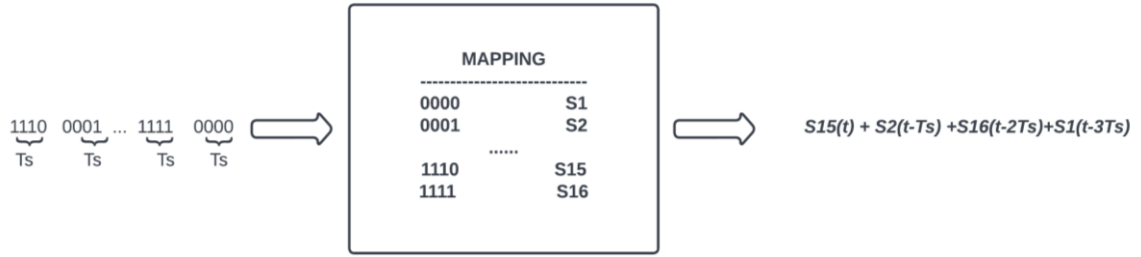 1110 0001 ... 1111 0000
Ts Ts Ts Ts
MAPPING
----------------------------
0000 S1
0001 S2
......
1110 S15
1111 S16
S15(t) + S2(t-Ts) +S16(t-2Ts)+S1(t-3Ts)